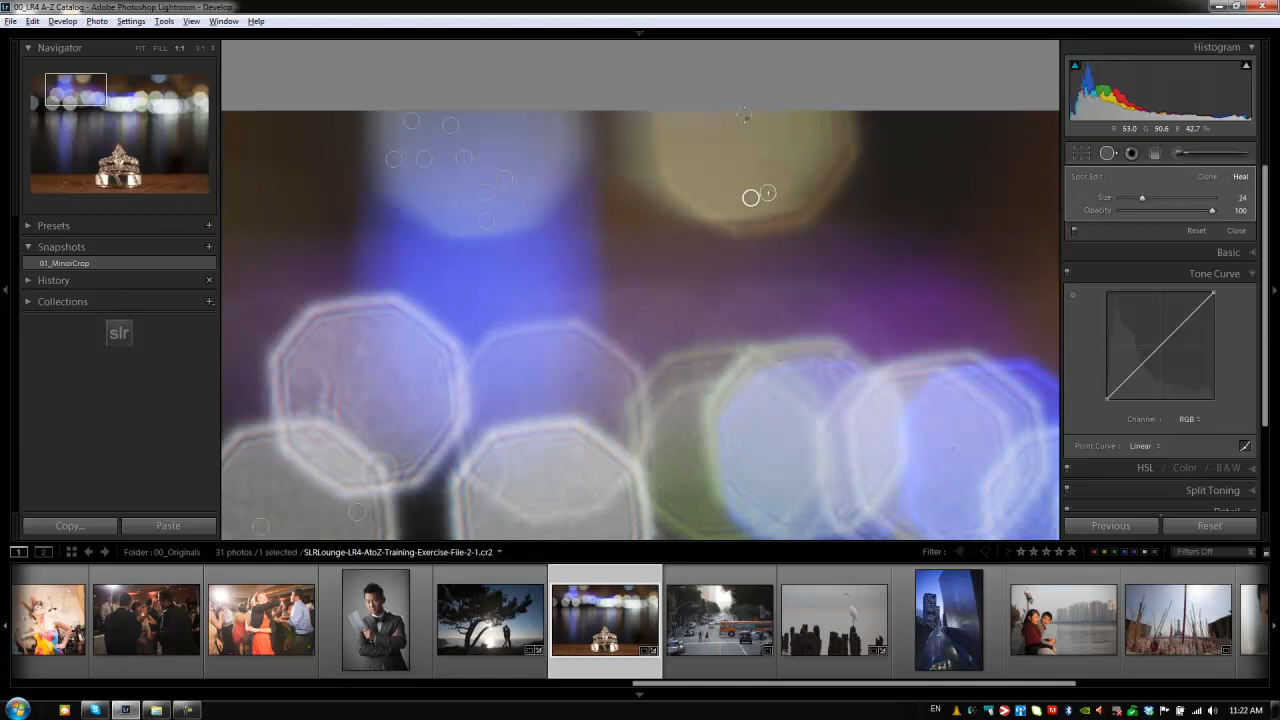 00_LR4 A-Z Catalog - Adobe Photoshop Lightroom - Develop
File Edit Develop Photo Settings Tools View Window Help
Navigator FIT FILL 1:1 3:1
Presets
Snapshots
01_MinorCrop
History
Collections
slr
Copy... Paste
Histogram
R 53.0 G 50.6 B 42.7 %
Spot Edit: Clone Heal
Size 24
Opacity 100
Reset Close
Basic
Tone Curve
Channel: RGB
Point Curve: Linear
HSL / Color / B & W
Split Toning
Detail
Previous Reset
1 2 Folder : 00_Originals 31 photos /1 selected / SLRLounge-LR4-AtoZ-Training-Exercise-File-2-1.cr2 Filter : Filters Off
Lr
EN 11:22 AM